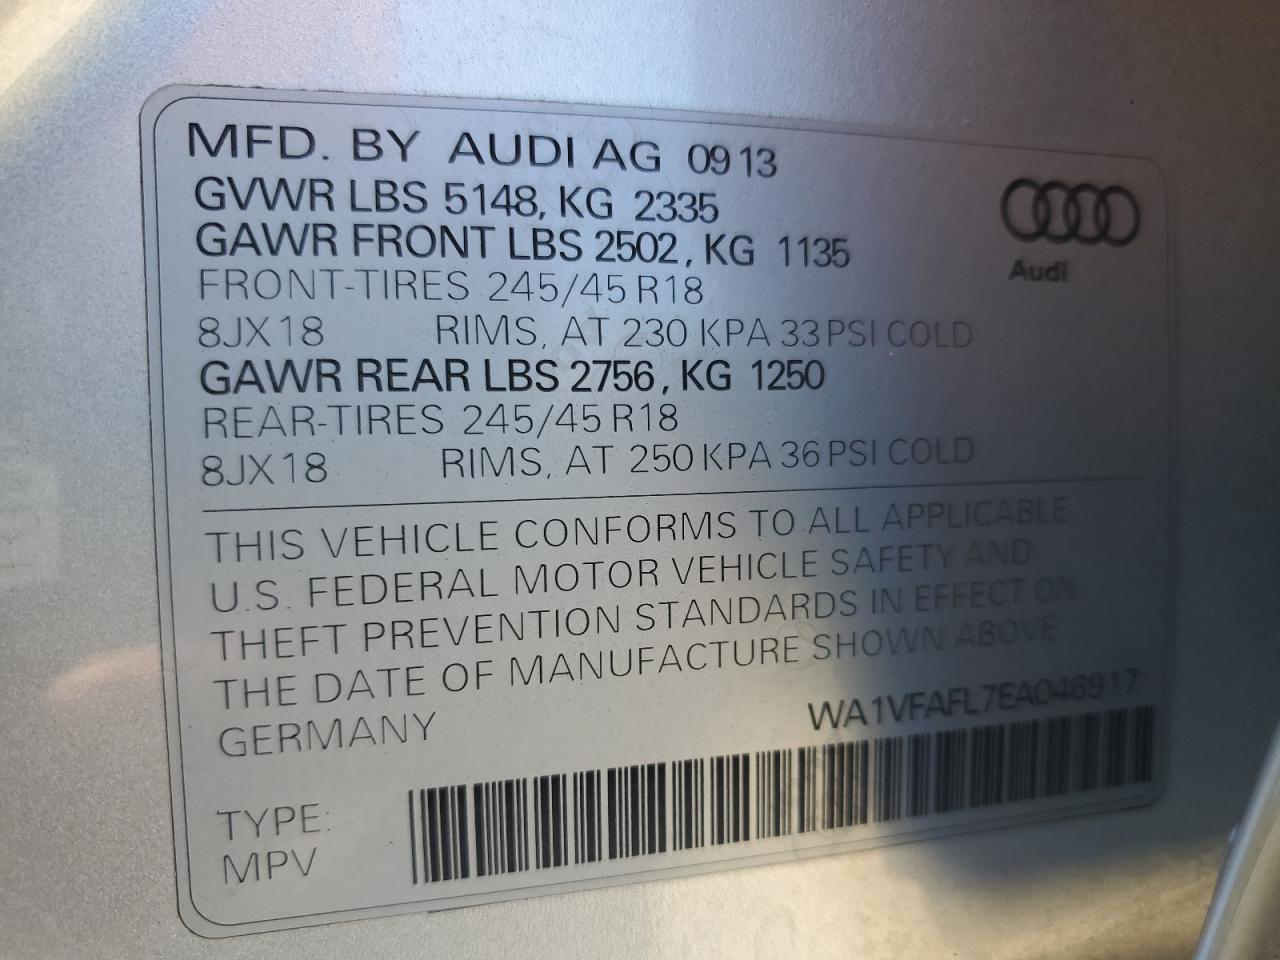 MFD. BY AUDI AG 09 13
GVWR LBS 5148, KG 2335
GAWR FRONT LBS 2502, KG 1135
FRONT-TIRES 245/45 R18
8JX18 RIMS, AT 230 KPA 33 PSI COLD
GAWR REAR LBS 2756, KG 1250
REAR-TIRES 245/45 R18
8JX18 RIMS, AT 250 KPA 36 PSI COLD
Audi
THIS VEHICLE CONFORMS TO ALL APPLICABLE
U.S. FEDERAL MOTOR VEHICLE SAFETY AND
THEFT PREVENTION STANDARDS IN EFFECT ON
THE DATE OF MANUFACTURE SHOWN ABOVE
GERMANY
WA1VFAFL7EA046917
TYPE:
MPV